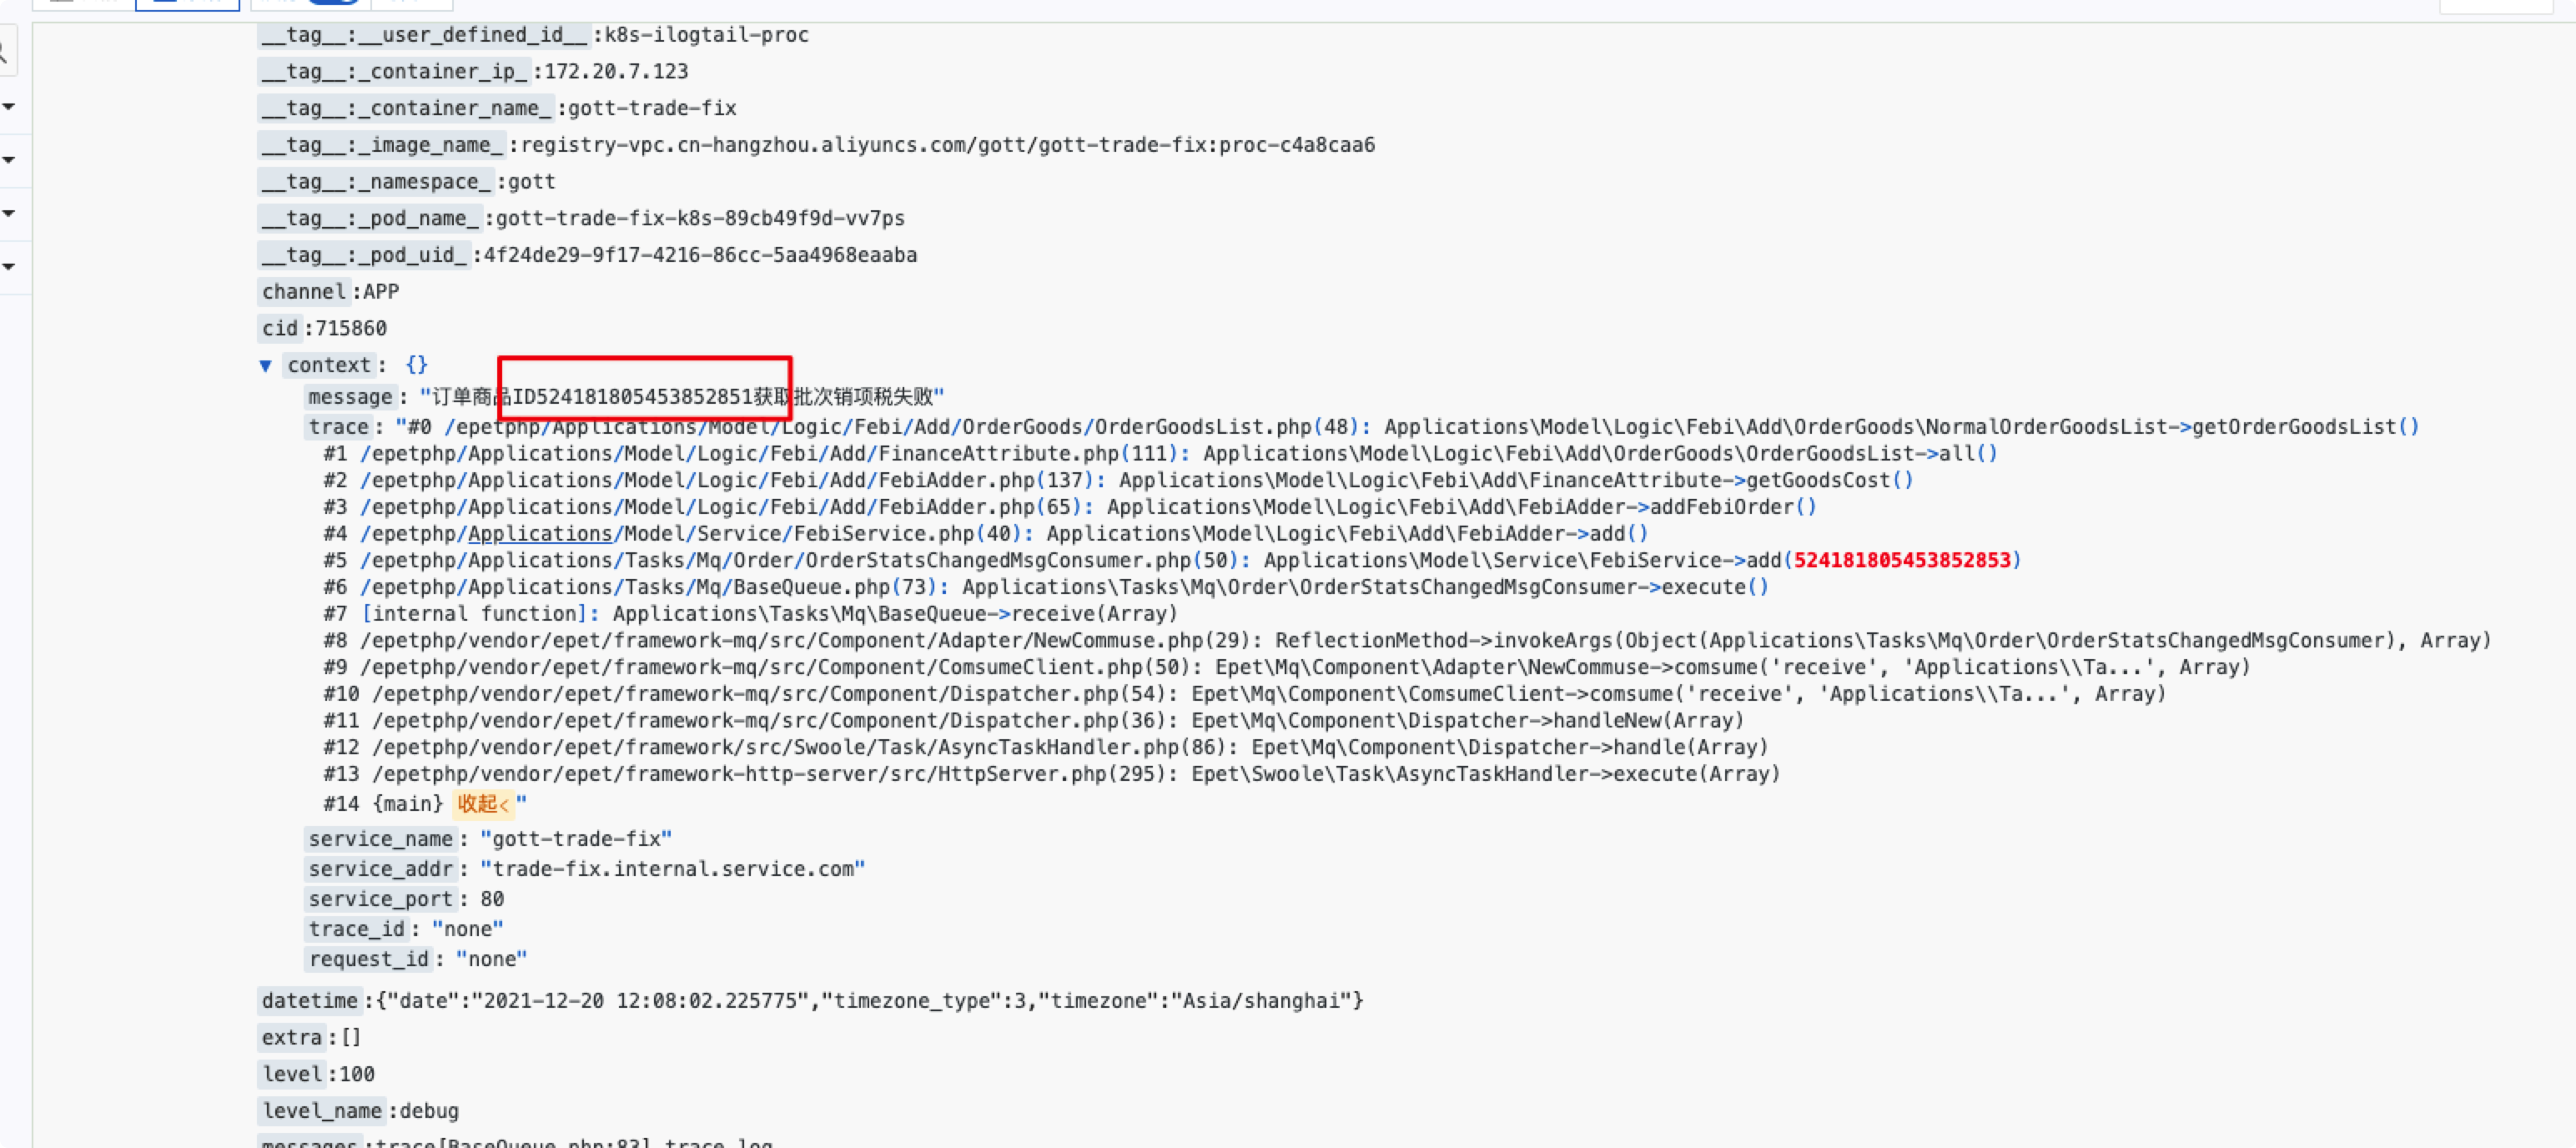 __tag__:__user_defined_id__:k8s-ilogtail-proc
__tag__:_container_ip_:172.20.7.123
__tag__:_container_name_:gott-trade-fix
__tag__:_image_name_:registry-vpc.cn-hangzhou.aliyuncs.com/gott/gott-trade-fix:proc-c4a8caa6
__tag__:_namespace_:gott
__tag__:_pod_name_:gott-trade-fix-k8s-89cb49f9d-vv7ps
__tag__:_pod_uid_:4f24de29-9f17-4216-86cc-5aa4968eaaba
channel:APP
cid:715860
▼ context: {}
message: "订单商品ID524181805453852851获取批次销项税失败"
trace: "#0 /epetphp/Applications/Model/Logic/Febi/Add/OrderGoods/OrderGoodsList.php(48): Applications\Model\Logic\Febi\Add\OrderGoods\NormalOrderGoodsList->getOrderGoodsList()
#1 /epetphp/Applications/Model/Logic/Febi/Add/FinanceAttribute.php(111): Applications\Model\Logic\Febi\Add\OrderGoods\OrderGoodsList->all()
#2 /epetphp/Applications/Model/Logic/Febi/Add/FebiAdder.php(137): Applications\Model\Logic\Febi\Add\FinanceAttribute->getGoodsCost()
#3 /epetphp/Applications/Model/Logic/Febi/Add/FebiAdder.php(65): Applications\Model\Logic\Febi\Add\FebiAdder->addFebiOrder()
#4 /epetphp/Applications/Model/Service/FebiService.php(40): Applications\Model\Logic\Febi\Add\FebiAdder->add()
#5 /epetphp/Applications/Tasks/Mq/Order/OrderStatsChangedMsgConsumer.php(50): Applications\Model\Service\FebiService->add(524181805453852853)
#6 /epetphp/Applications/Tasks/Mq/BaseQueue.php(73): Applications\Tasks\Mq\Order\OrderStatsChangedMsgConsumer->execute()
#7 [internal function]: Applications\Tasks\Mq\BaseQueue->receive(Array)
#8 /epetphp/vendor/epet/framework-mq/src/Component/Adapter/NewCommuse.php(29): ReflectionMethod->invokeArgs(Object(Applications\Tasks\Mq\Order\OrderStatsChangedMsgConsumer), Array)
#9 /epetphp/vendor/epet/framework-mq/src/Component/ComsumeClient.php(50): Epet\Mq\Component\Adapter\NewCommuse->comsume('receive', 'Applications\\Ta...', Array)
#10 /epetphp/vendor/epet/framework-mq/src/Component/Dispatcher.php(54): Epet\Mq\Component\ComsumeClient->comsume('receive', 'Applications\\Ta...', Array)
#11 /epetphp/vendor/epet/framework-mq/src/Component/Dispatcher.php(36): Epet\Mq\Component\Dispatcher->handleNew(Array)
#12 /epetphp/vendor/epet/framework/src/Swoole/Task/AsyncTaskHandler.php(86): Epet\Mq\Component\Dispatcher->handle(Array)
#13 /epetphp/vendor/epet/framework-http-server/src/HttpServer.php(295): Epet\Swoole\Task\AsyncTaskHandler->execute(Array)
#14 {main} 收起<"
service_name: "gott-trade-fix"
service_addr: "trade-fix.internal.service.com"
service_port: 80
trace_id: "none"
request_id: "none"
datetime:{"date":"2021-12-20 12:08:02.225775","timezone_type":3,"timezone":"Asia/shanghai"}
extra:[]
level:100
level_name:debug
messages:trace[BaseQueue.php:83] trace log